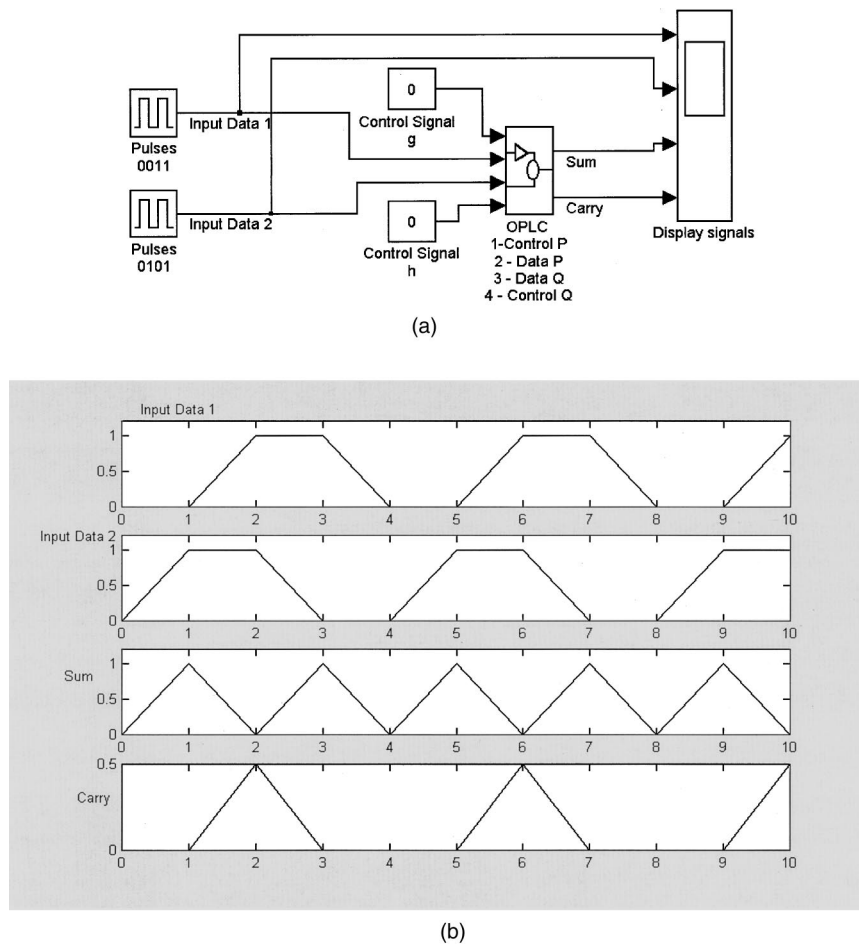 Pulses
0011
Input Data 1
Pulses
0101
Input Data 2
0
Control Signal
g
0
Control Signal
h
OPLC
1-Control P
2 - Data P
3 - Data Q
4 - Control Q
Sum
Carry
Display signals
(a)
Input Data 1
1
0.5
0
0 1 2 3 4 5 6 7 8 9 10
Input Data 2
1
0.5
0
0 1 2 3 4 5 6 7 8 9 10
Sum
1
0.5
0
0 1 2 3 4 5 6 7 8 9 10
Carry
0.5
0
0 1 2 3 4 5 6 7 8 9 10
(b)